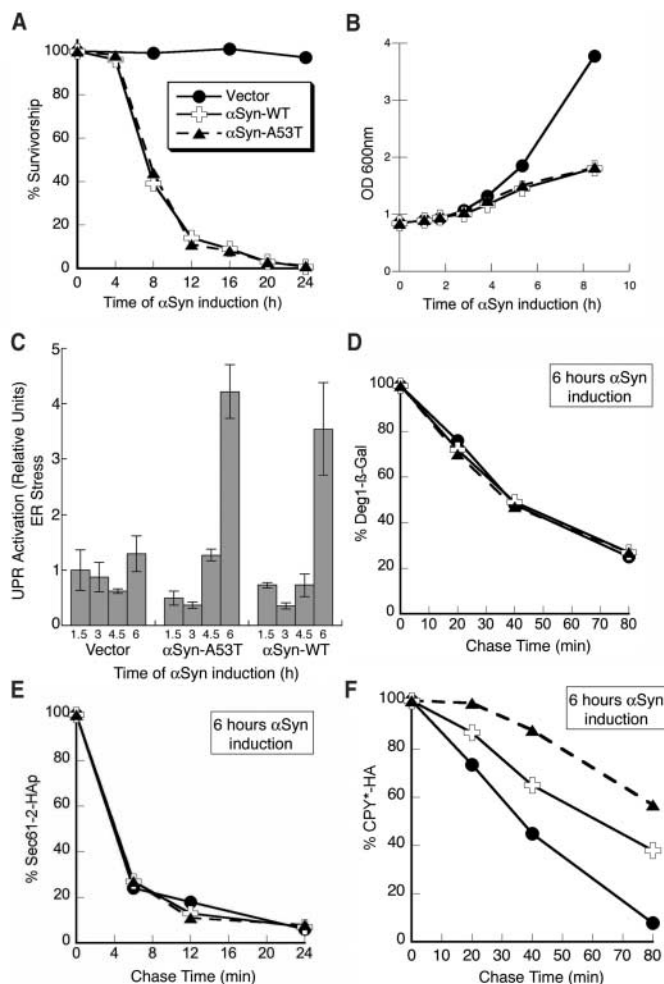 A
% Survivorship
100
80
60
40
20
0
0 4 8 12 16 20 24
Time of αSyn induction (h)
Vector
αSyn-WT
αSyn-A53T
B
OD 600nm
4
3
2
1
0
0 2 4 6 8 10
Time of αSyn induction (h)
C
UPR Activation (Relative Units)
ER Stress
5
4
3
2
1
0
1.5 3 4.5 6 1.5 3 4.5 6 1.5 3 4.5 6
Vector αSyn-A53T αSyn-WT
Time of αSyn induction (h)
D
6 hours αSyn
induction
% Deg1-ß-Gal
100
80
60
40
20
0
0 10 20 30 40 50 60 70 80
Chase Time (min)
E
6 hours αSyn
induction
% Sec61-2-HAp
100
80
60
40
20
0
0 6 12 18 24
Chase Time (min)
F
6 hours αSyn
induction
% CPY*-HA
100
80
60
40
20
0
0 10 20 30 40 50 60 70 80
Chase Time (min)